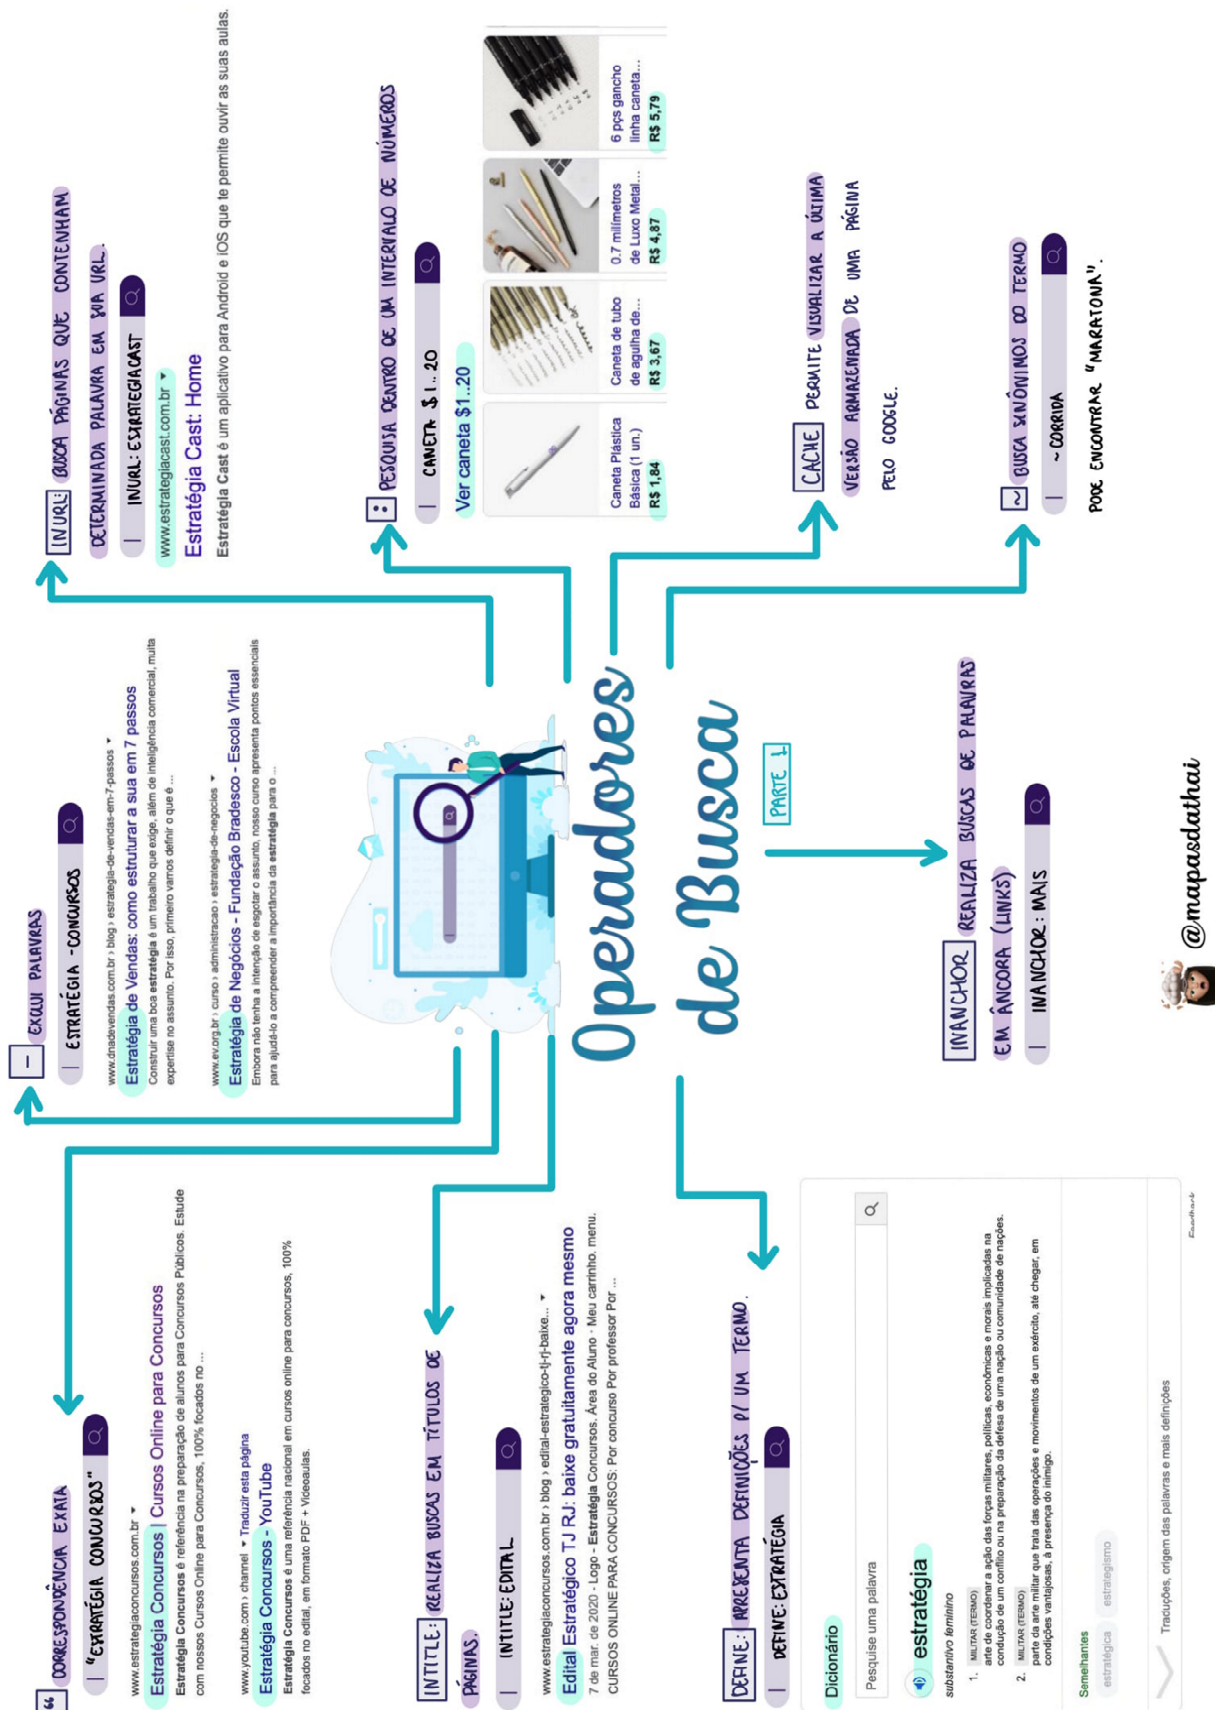 " CORRESPONDÊNCIA EXATA
"ESTRATÉGIA CONCURSOS"
www.estrategiaconcursos.com.br
Estratégia Concursos | Cursos Online para Concursos
Estratégia Concursos é referência na preparação de alunos para Concursos Públicos. Estude
com nossos Cursos Online para Concursos, 100% focados no ...
www.youtube.com › channel ▾ Traduzir esta página
Estratégia Concursos - YouTube
Estratégia Concursos é uma referência nacional em cursos online para concursos, 100%
focados no edital, em formato PDF + Videoaulas.
- EXCLUI PALAVRAS
ESTRATÉGIA -CONCURSOS
www.dnadevendas.com.br › blog › estrategia-de-vendas-em-7-passos
Estratégia de Vendas: como estruturar a sua em 7 passos
Construir uma boa estratégia é um trabalho que exige, além de inteligência comercial, muita
expertise no assunto. Por isso, primeiro vamos definir o que é ...
www.ev.org.br › curso › administracao › estrategia-de-negocios
Estratégia de Negócios - Fundação Bradesco - Escola Virtual
Embora não tenha a intenção de esgotar o assunto, nosso curso apresenta pontos essenciais
para ajudá-lo a compreender a importância da estratégia para o ...
INURL: BUSCA PÁGINAS QUE CONTENHAM
DETERMINADA PALAVRA EM SUA URL.
INURL: ESTRATEGIACAST
www.estrategiacast.com.br
Estratégia Cast: Home
Estratégia Cast é um aplicativo para Android e iOS que te permite ouvir as suas aulas.
INTITLE: REALIZA BUSCAS EM TÍTULOS DE
PÁGINAS.
INTITLE: EDITAL
www.estrategiaconcursos.com.br › blog › edital-estrategico-tj-rj-baixe...
Edital Estratégico TJ RJ: baixe gratuitamente agora mesmo
7 de mar. de 2020 - Logo - Estratégia Concursos. Área do Aluno · Meu carrinho. menu.
CURSOS ONLINE PARA CONCURSOS: Por concurso Por professor Por ...
: PESQUISA DENTRO DE UM INTERVALO DE NÚMEROS
CANETA $1..20
Ver caneta $1..20
Caneta Plástica
Básica (1 un.)
R$ 1,84
Caneta de tubo
de agulha de...
R$ 3,67
0.7 milímetros
de Luxo Metal...
R$ 4,87
6 pçs gancho
linha caneta...
R$ 5,79
Operadores
de Busca
PARTE 1
DEFINE: APRESENTA DEFINIÇÕES P/ UM TERMO.
DEFINE: ESTRATÉGIA
Dicionário
Pesquise uma palavra
estratégia
substantivo feminino
1. MILITAR (TERMO)
arte de coordenar a ação das forças militares, políticas, econômicas e morais implicadas na
condução de um conflito ou na preparação da defesa de uma nação ou comunidade de nações.
2. MILITAR (TERMO)
parte da arte militar que trata das operações e movimentos de um exército, até chegar, em
condições vantajosas, à presença do inimigo.
Semelhantes
estratégica estrategismo
Traduções, origem das palavras e mais definições
Feedback
INANCHOR REALIZA BUSCAS DE PALAVRAS
EM ÂNCORA (LINKS)
INANCHOR: MAIS
CACHE PERMITE VISUALIZAR A ÚLTIMA
VERSÃO ARMAZENADA DE UMA PÁGINA
PELO GOOGLE.
~ BUSCA SINÔNIMOS DO TERMO
~CORRIDA
PODE ENCONTRAR "MARATONA".
@mapasdathai